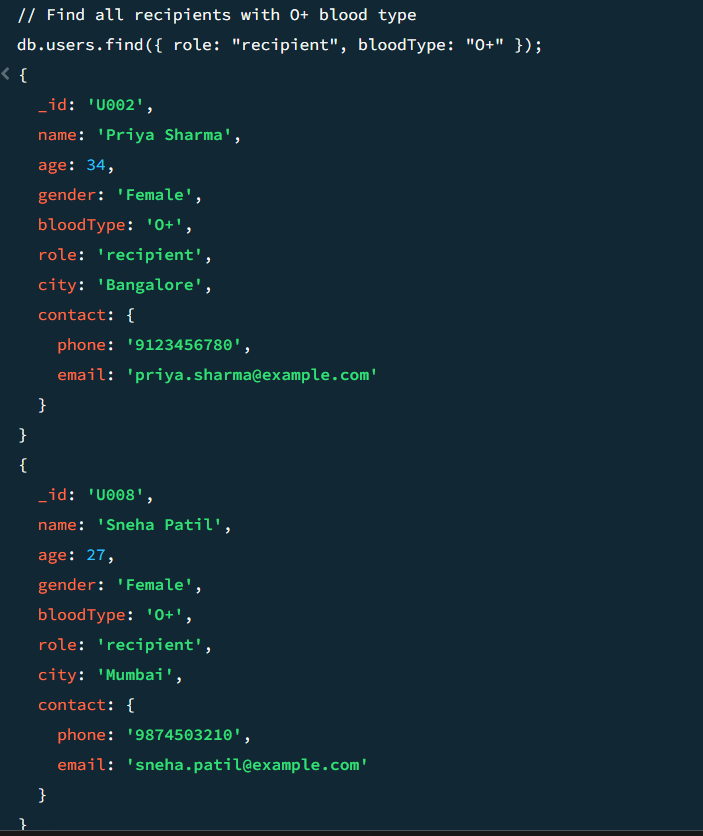 // Find all recipients with O+ blood type
db.users.find({ role: "recipient", bloodType: "O+" });
{
  _id: 'U002',
  name: 'Priya Sharma',
  age: 34,
  gender: 'Female',
  bloodType: 'O+',
  role: 'recipient',
  city: 'Bangalore',
  contact: {
    phone: '9123456780',
    email: 'priya.sharma@example.com'
  }
}
{
  _id: 'U008',
  name: 'Sneha Patil',
  age: 27,
  gender: 'Female',
  bloodType: 'O+',
  role: 'recipient',
  city: 'Mumbai',
  contact: {
    phone: '9874503210',
    email: 'sneha.patil@example.com'
  }
}